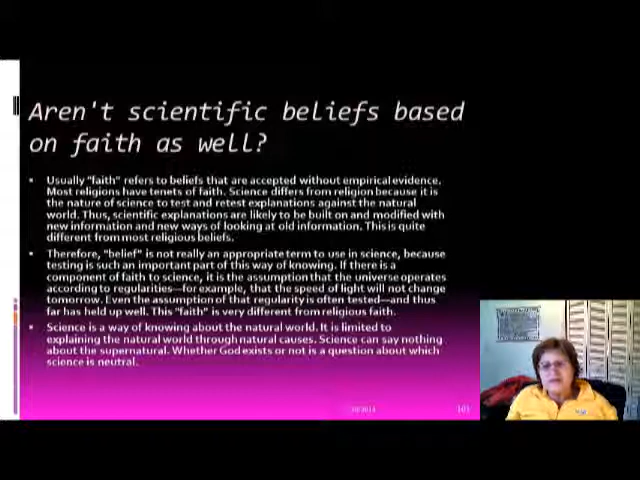 Aren't scientific beliefs based
on faith as well?
Usually "faith" refers to beliefs that are accepted without empirical evidence.
Most religions have tenets of faith. Science differs from religion because it is
the nature of science to test and retest explanations against the natural
world. Thus, scientific explanations are likely to be built on and modified with
new information and new ways of looking at old information. This is quite
different from most religious beliefs.
Therefore, "belief" is not really an appropriate term to use in science, because
testing is such an important part of this way of knowing. If there is a
component of faith to science, it is the assumption that the universe operates
according to regularities—for example, that the speed of light will not change
tomorrow. Even the assumption of that regularity is often tested—and thus
far has held up well. This "faith" is very different from religious faith.
Science is a way of knowing about the natural world. It is limited to
explaining the natural world through natural causes. Science can say nothing
about the supernatural. Whether God exists or not is a question about which
science is neutral.